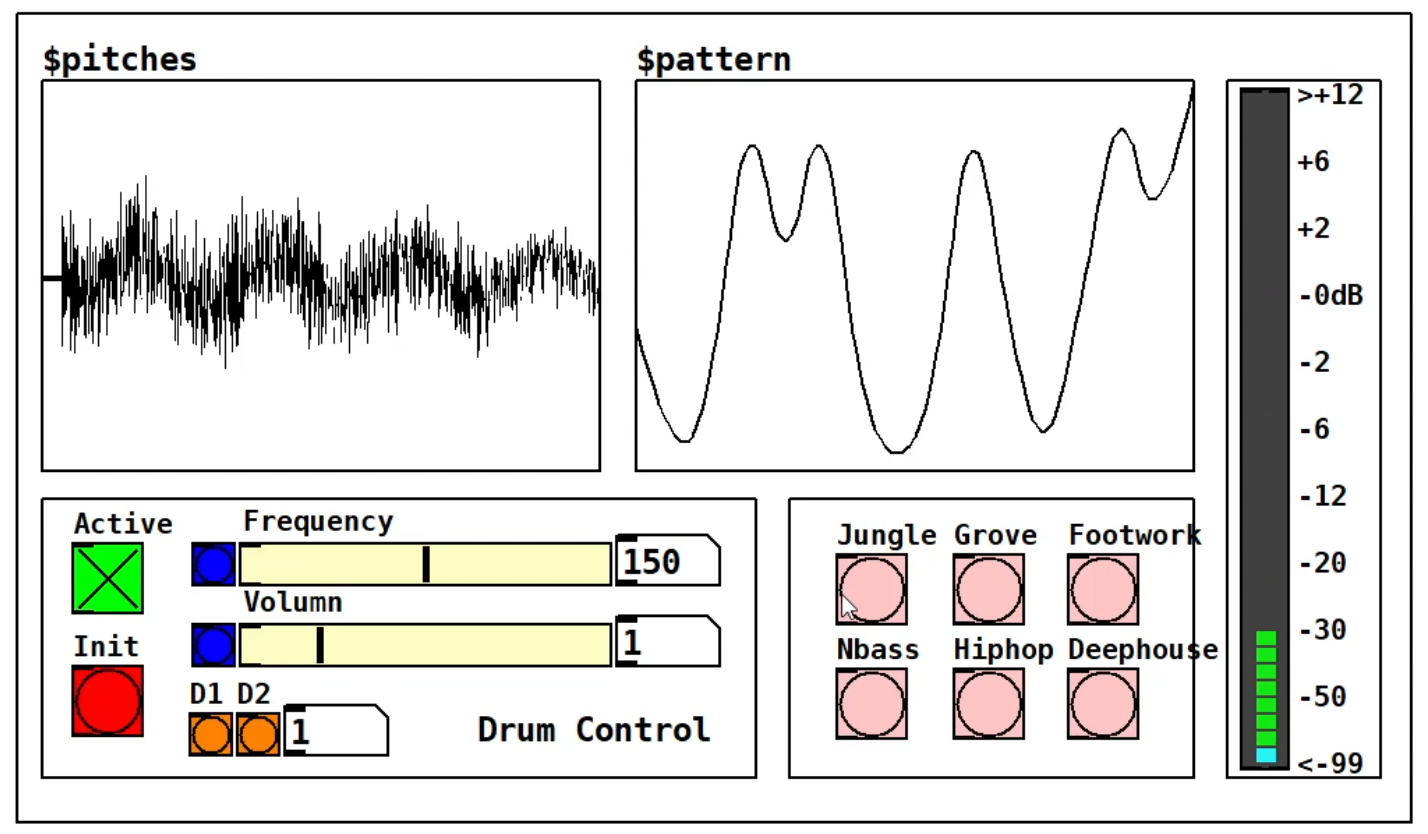 $pitches
$pattern
>+12
+6
+2
-0dB
-2
-6
-12
-20
-30
-50
<-99
Active
Frequency
150
Volumn
1
Init
D1 D2
1
Drum Control
Jungle Grove Footwork
Nbass Hiphop Deephouse